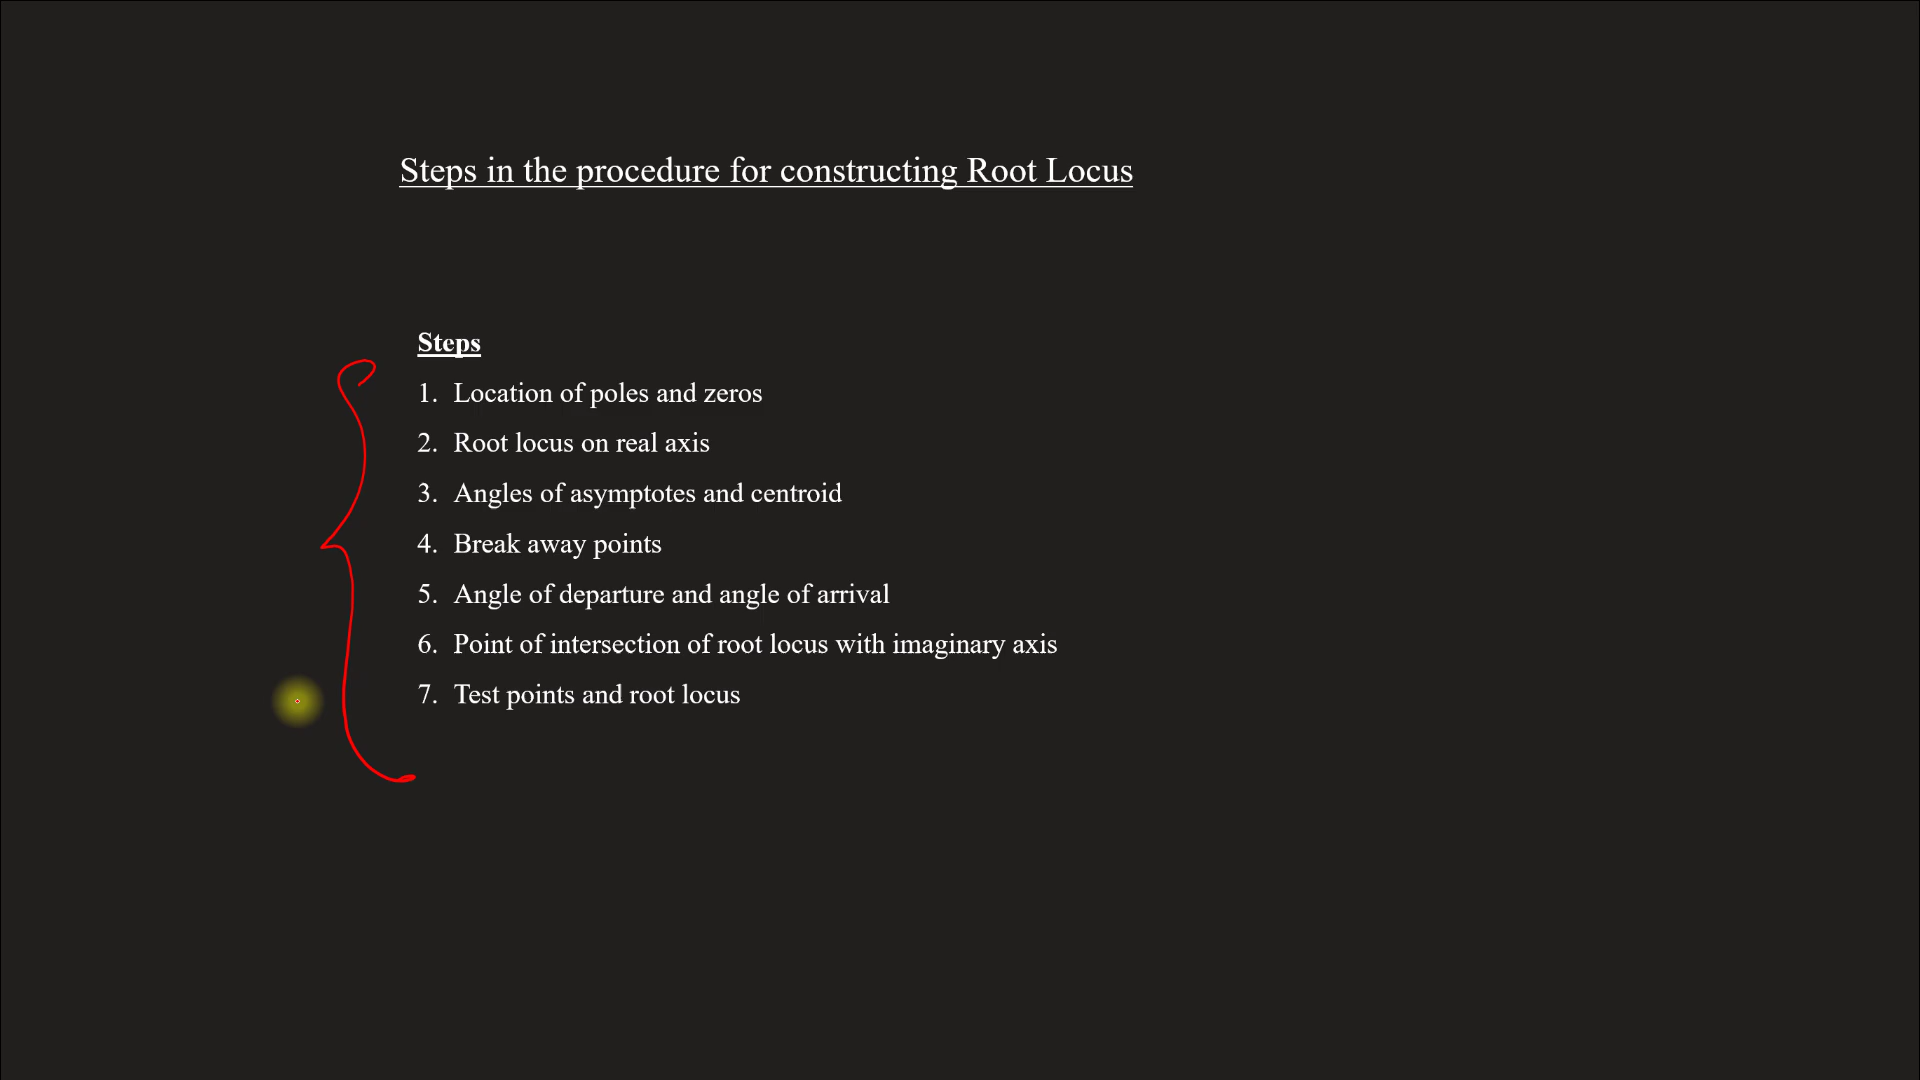 Steps in the procedure for constructing Root Locus
Steps
1. Location of poles and zeros
2. Root locus on real axis
3. Angles of asymptotes and centroid
4. Break away points
5. Angle of departure and angle of arrival
6. Point of intersection of root locus with imaginary axis
7. Test points and root locus